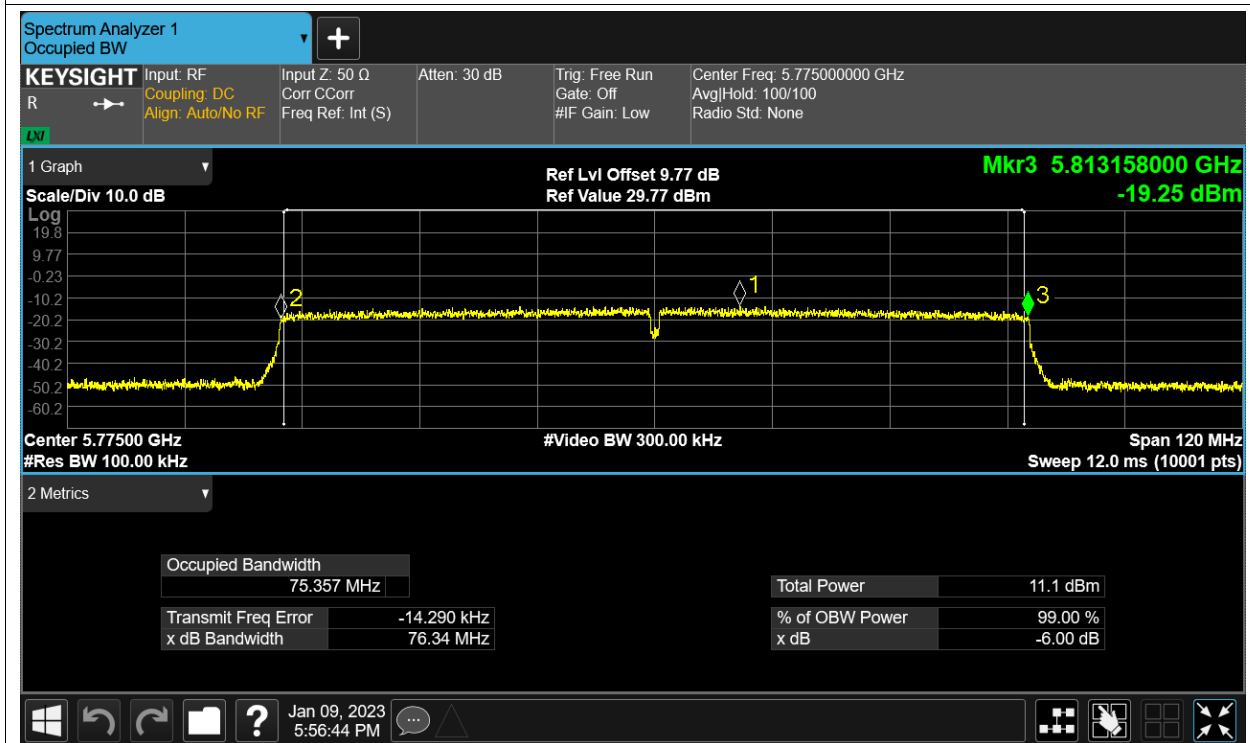 Spectrum Analyzer 1
Occupied BW
+
KEYSIGHT
R
LXI
Input: RF
Coupling: DC
Align: Auto/No RF
Input Z: 50 Ω
Corr CCorr
Freq Ref: Int (S)
Atten: 30 dB
Trig: Free Run
Gate: Off
#IF Gain: Low
Center Freq: 5.775000000 GHz
Avg|Hold: 100/100
Radio Std: None
1 Graph
Scale/Div 10.0 dB
Ref Lvl Offset 9.77 dB
Ref Value 29.77 dBm
Mkr3 5.813158000 GHz
-19.25 dBm
Log
19.8
9.77
-0.23
-10.2
-20.2
-30.2
-40.2
-50.2
-60.2
1
2
3
Center 5.77500 GHz
#Video BW 300.00 kHz
Span 120 MHz
#Res BW 100.00 kHz
Sweep 12.0 ms (10001 pts)
2 Metrics
Occupied Bandwidth
75.357 MHz
Total Power 11.1 dBm
Transmit Freq Error -14.290 kHz
% of OBW Power 99.00 %
x dB Bandwidth 76.34 MHz
x dB -6.00 dB
?
Jan 09, 2023
5:56:44 PM